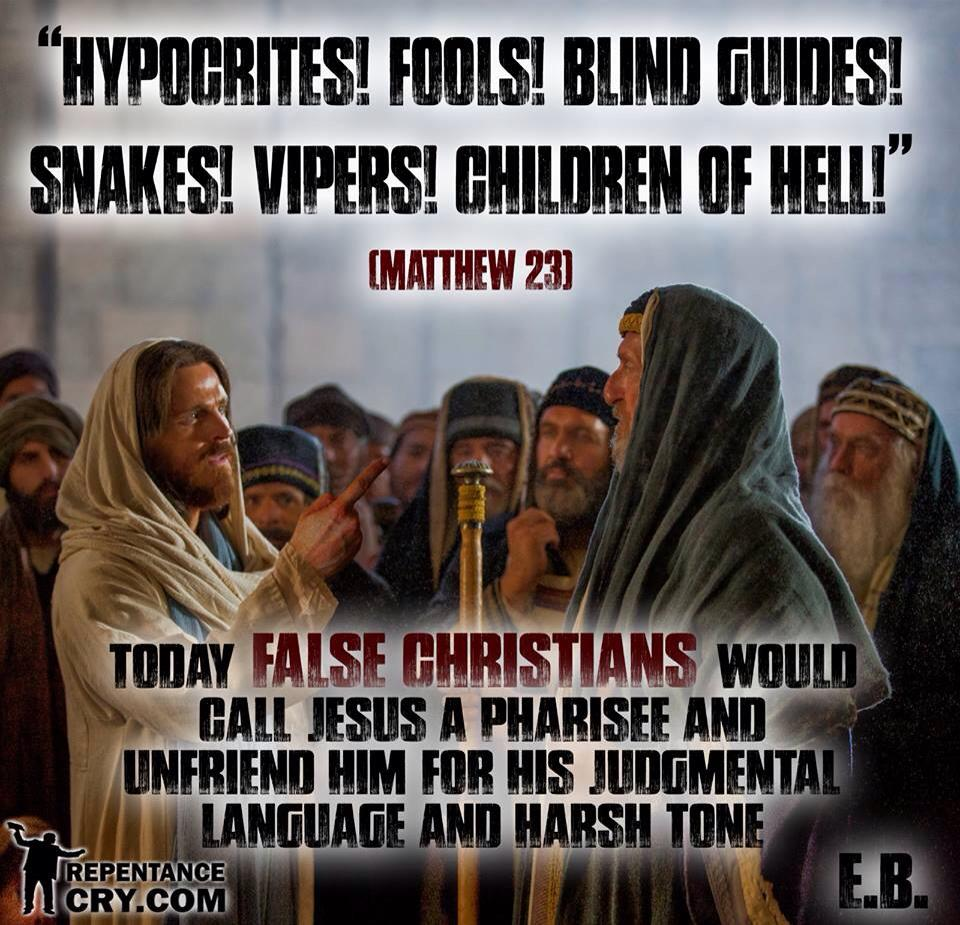 “HYPOCRITES! FOOLS! BLIND GUIDES!
SNAKES! VIPERS! CHILDREN OF HELL!”
(MATTHEW 23)
TODAY FALSE CHRISTIANS WOULD
CALL JESUS A PHARISEE AND
UNFRIEND HIM FOR HIS JUDGMENTAL
LANGUAGE AND HARSH TONE
REPENTANCE
CRY.COM
E.B.